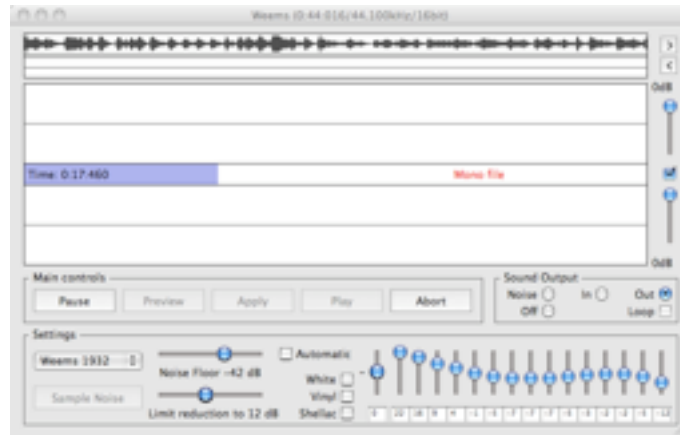 Weems (0:44:016/44.100kHz/16bit)
>
<
0dB
Time: 0:17:460
Mono file
0dB
Main controls
Pause
Preview
Apply
Play
Abort
Sound Output
Noise
In
Out
Off
Loop
Settings
Weems 1932
Noise Floor -42 dB
Automatic
White
Sample Noise
Vinyl
Limit reduction to 12 dB
Shellac